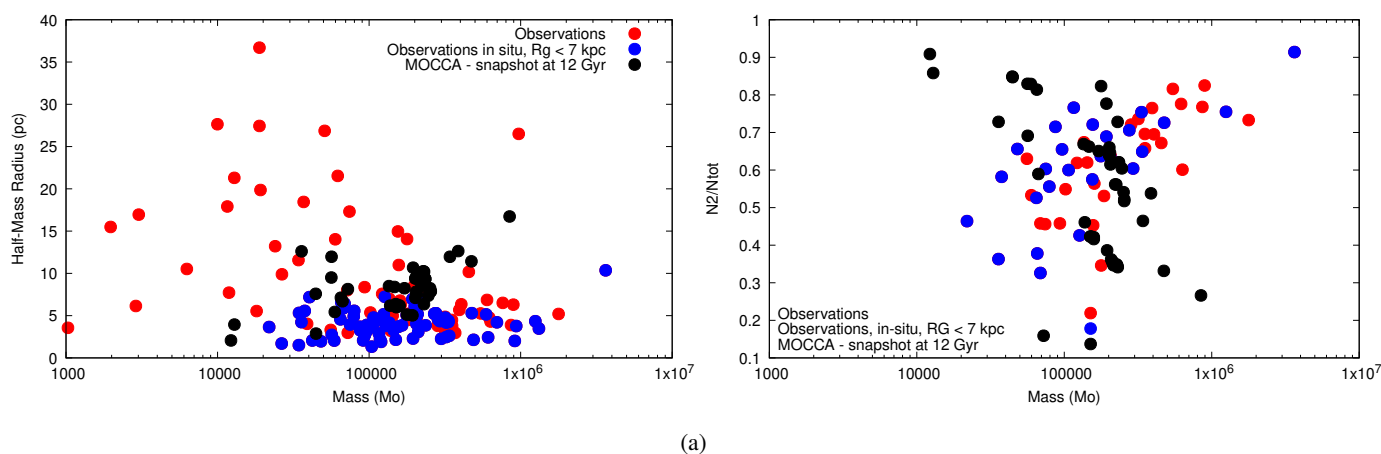 Observations
Observations in situ, Rg < 7 kpc
MOCCA - snapshot at 12 Gyr
Half-Mass Radius (pc)
40
35
30
25
20
15
10
5
0
1000
10000
100000
1x10^6
1x10^7
Mass (Mo)
N2/Ntot
1
0.9
0.8
0.7
0.6
0.5
0.4
0.3
0.2
0.1
Observations
Observations, in-situ, RG < 7 kpc
MOCCA - snapshot at 12 Gyr
1000
10000
100000
1x10^6
1x10^7
Mass (Mo)
(a)